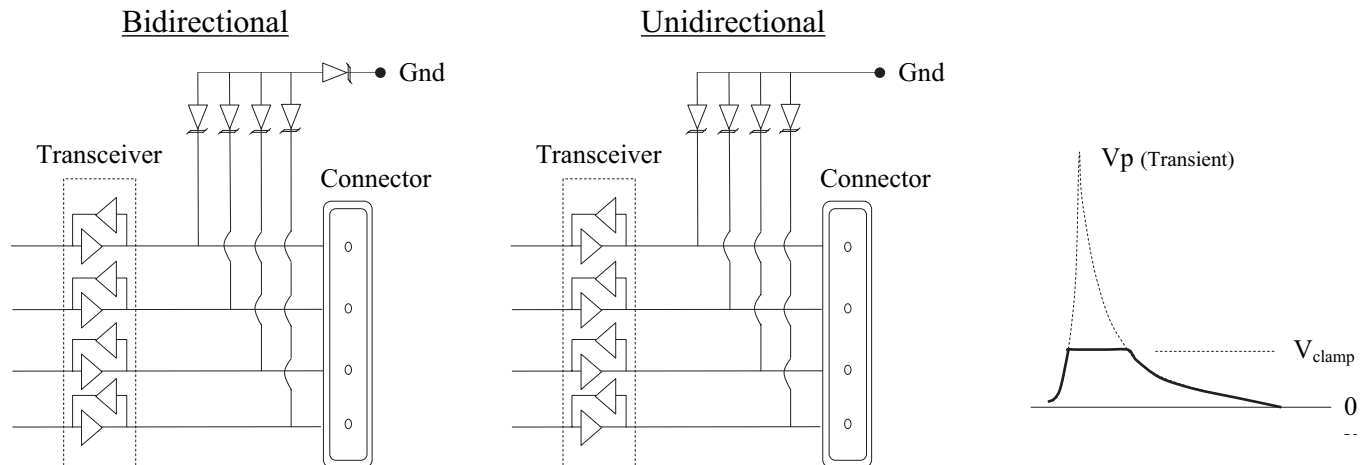 Bidirectional
Gnd
Transceiver
Connector
Unidirectional
Gnd
Transceiver
Connector
Vp (Transient)
Vclamp
0